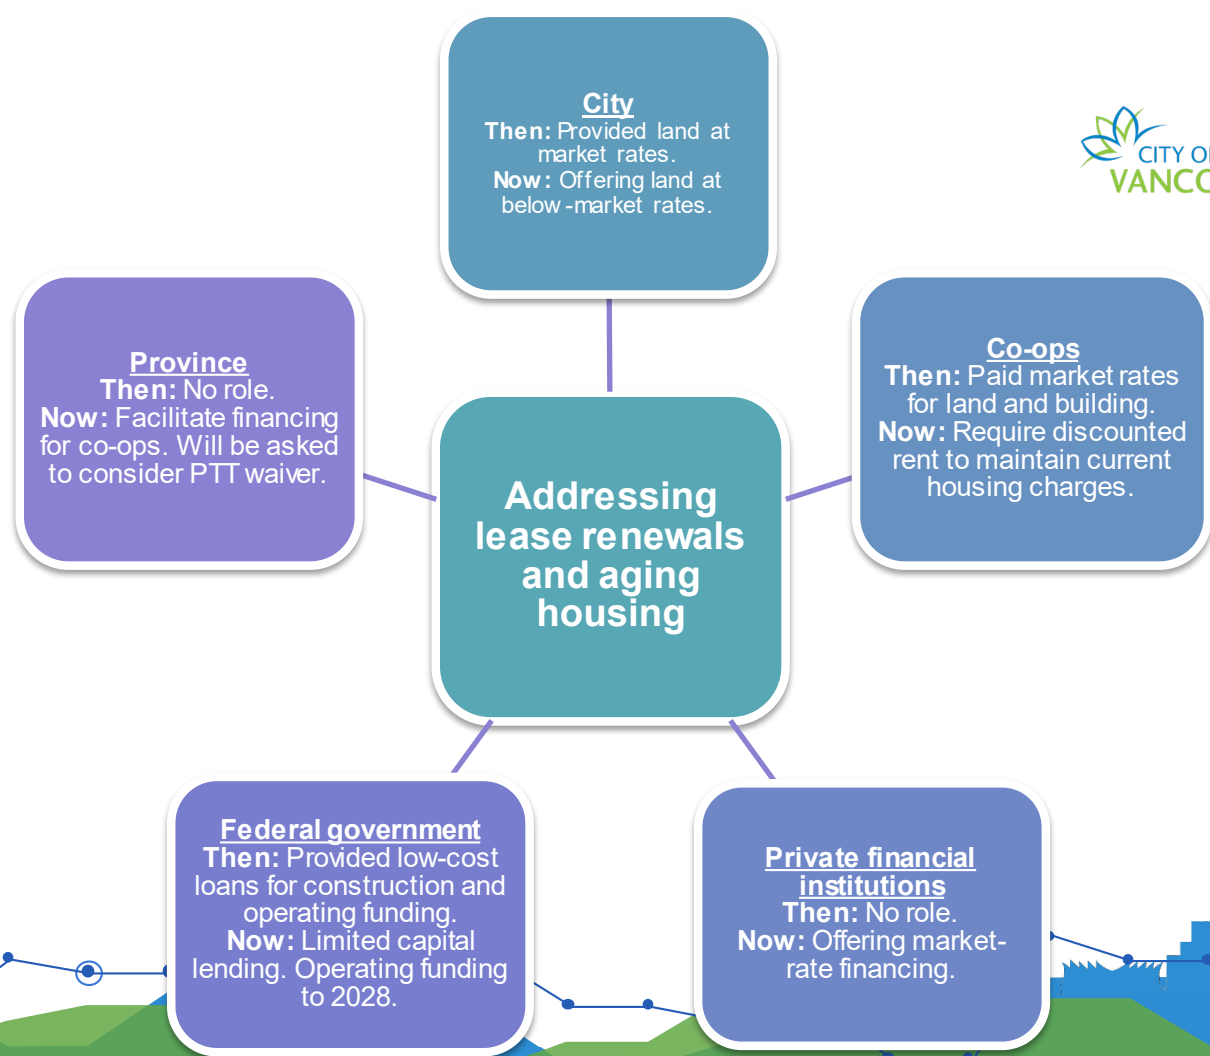 City
Then: Provided land at
market rates.
Now: Offering land at
below-market rates.
CITY OF
VANCO
Province
Then: No role.
Now: Facilitate financing
for co-ops. Will be asked
to consider PTT waiver.
Co-ops
Then: Paid market rates
for land and building.
Now: Require discounted
rent to maintain current
housing charges.
Addressing
lease renewals
and aging
housing
Federal government
Then: Provided low-cost
loans for construction and
operating funding.
Now: Limited capital
lending. Operating funding
to 2028.
Private financial
institutions
Then: No role.
Now: Offering market-
rate financing.